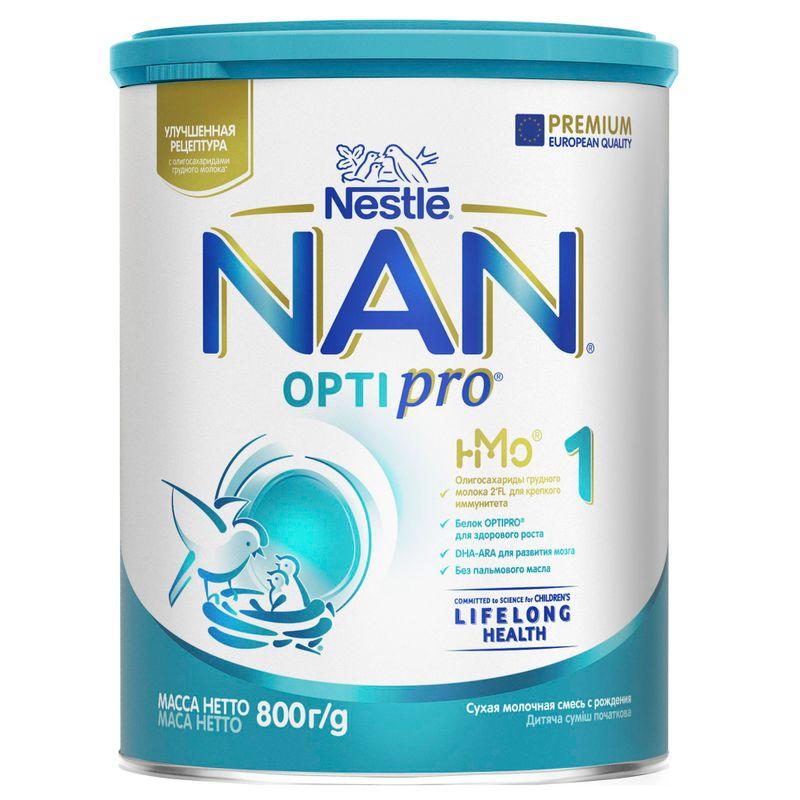 УЛУЧШЕННАЯ
РЕЦЕПТУРА
с олигосахаридами
грудного молока*
PREMIUM
EUROPEAN QUALITY
Nestlé®
NAN®
OPTI pro®
HMO® 1
Олигосахариды грудного
молока 2'FL для крепкого
иммунитета
Белок OPTIPRO®
для здорового роста
DHA-ARA для развития мозга
Без пальмового масла
COMMITTED to SCIENCE for CHILDREN'S
LIFELONG
HEALTH
МАССА НЕТТО
МАСА НЕТТО
800г/g
Сухая молочная смесь с рождения
Дитяча суміш початкова